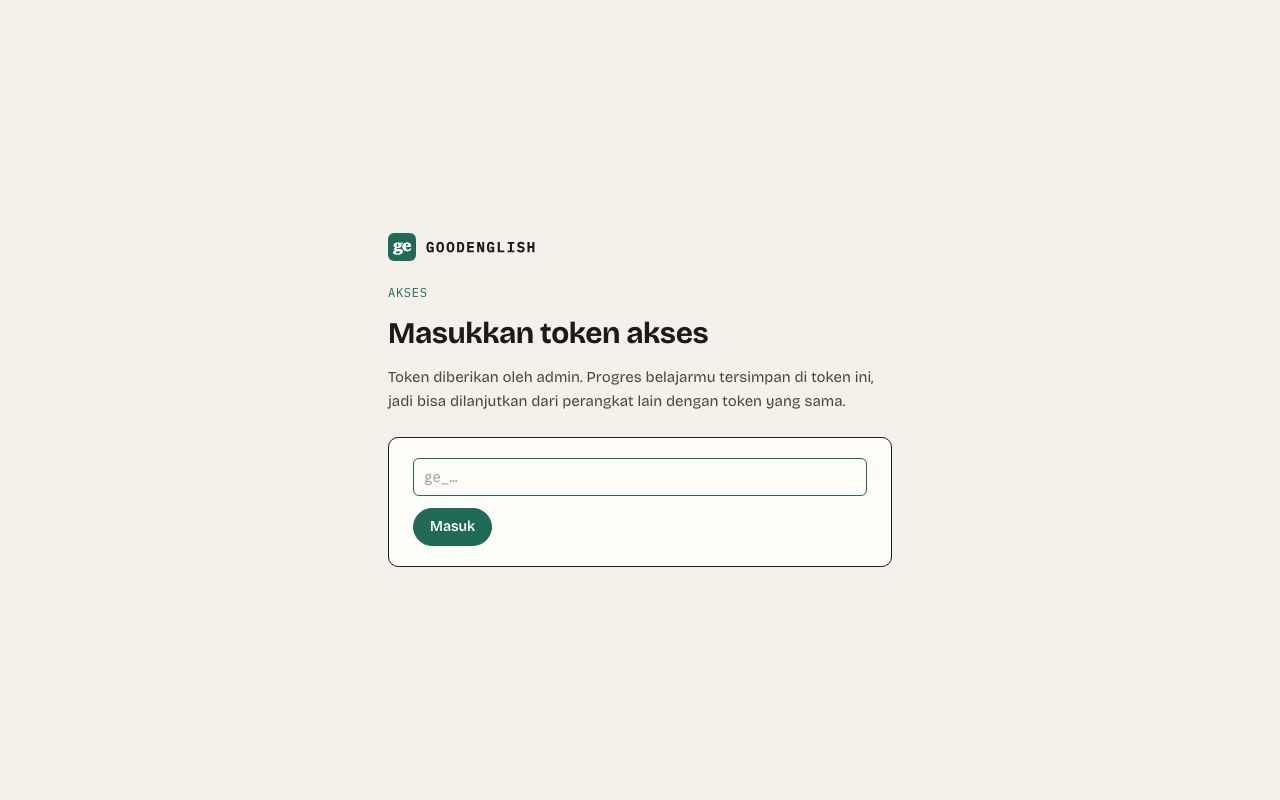 ge GOODENGLISH
AKSES
Masukkan token akses
Token diberikan oleh admin. Progres belajarmu tersimpan di token ini,
jadi bisa dilanjutkan dari perangkat lain dengan token yang sama.
ge_…
Masuk